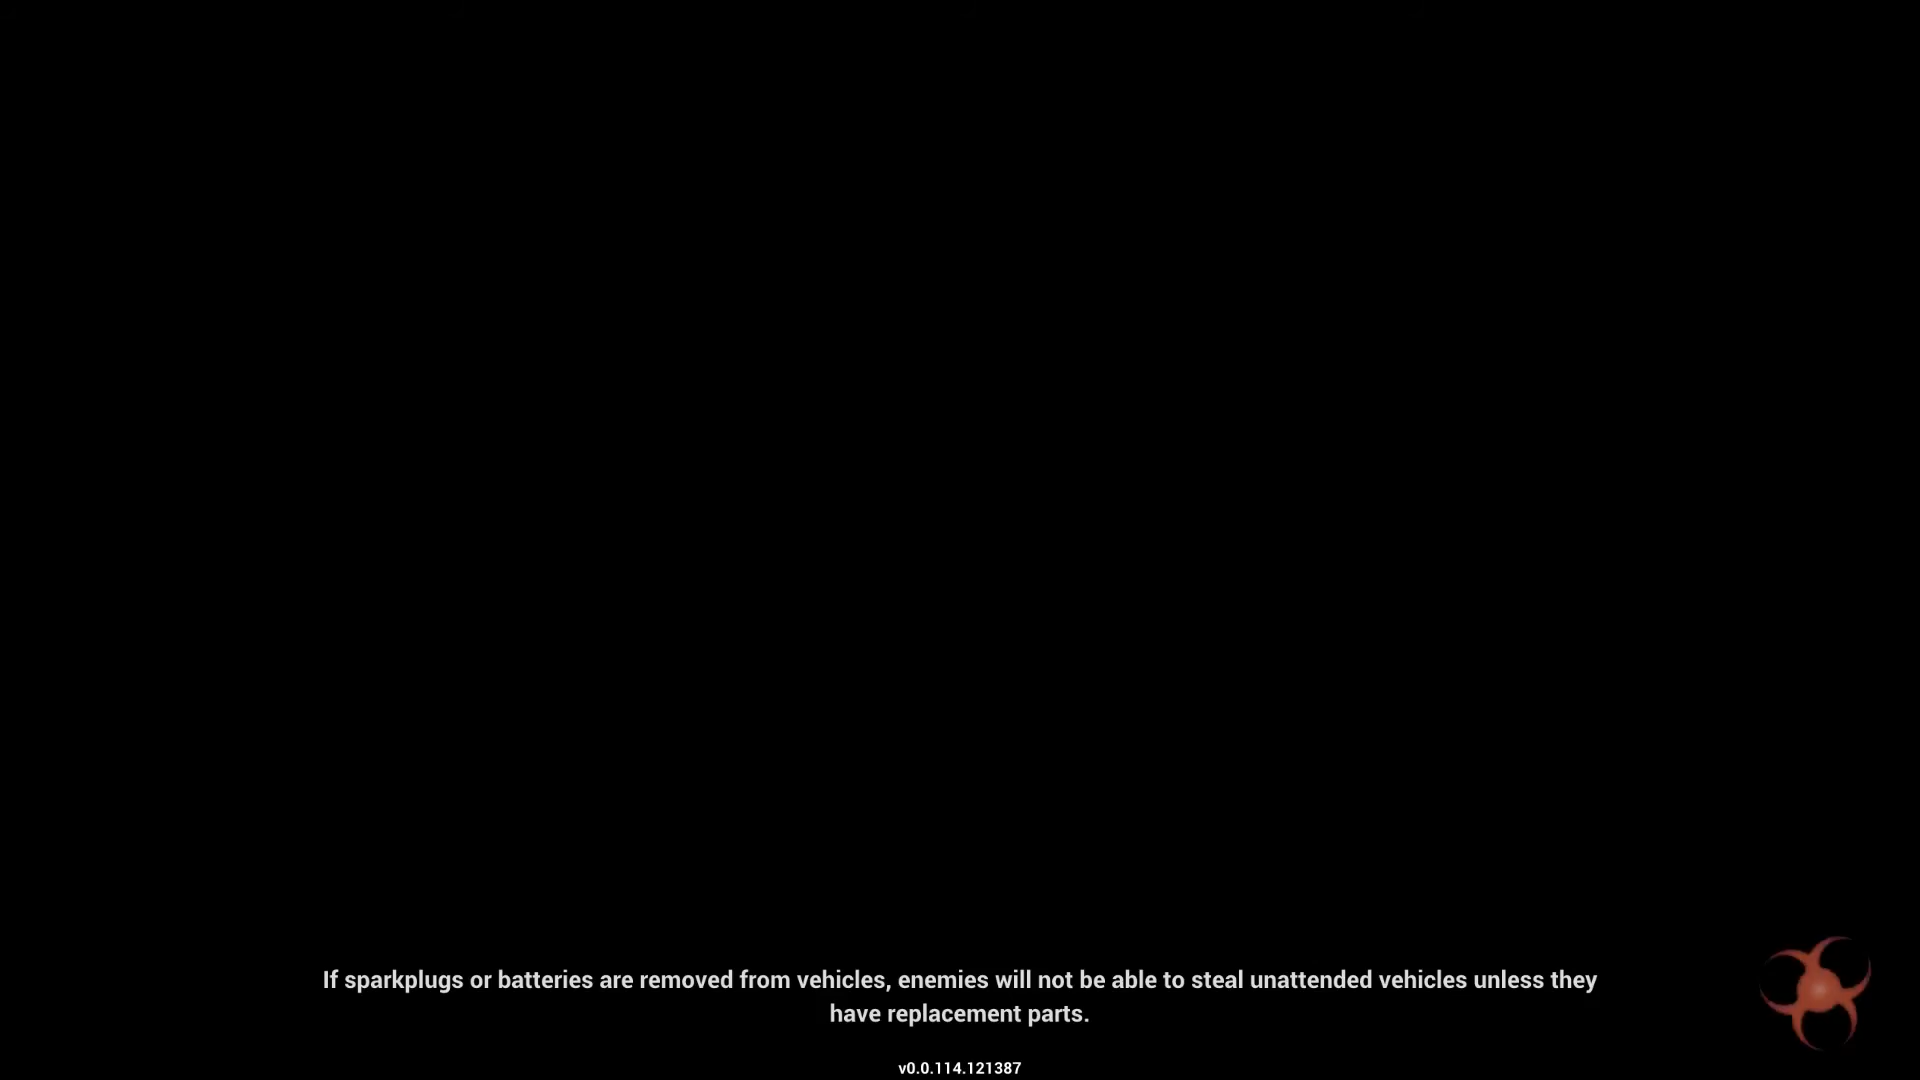 If sparkplugs or batteries are removed from vehicles, enemies will not be able to steal unattended vehicles unless they
have replacement parts.
v0.0.114.121387